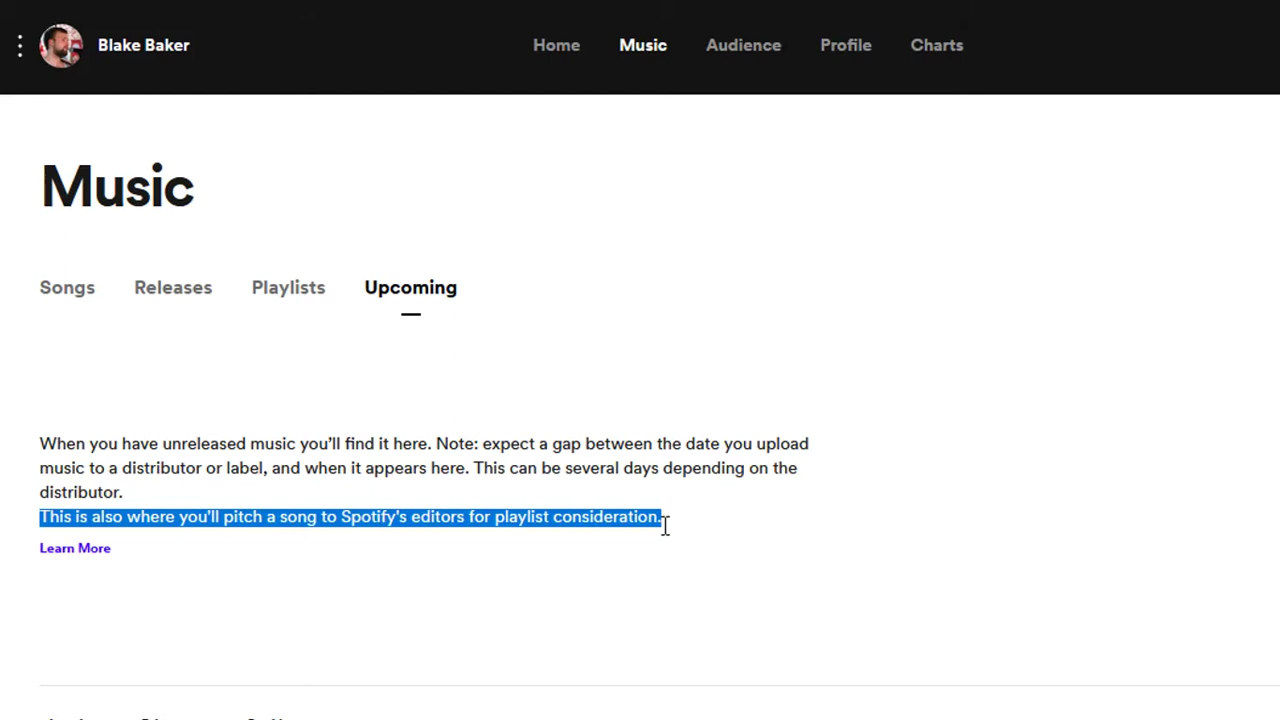 Blake Baker
Home Music Audience Profile Charts
Music
Songs Releases Playlists Upcoming
When you have unreleased music you’ll find it here. Note: expect a gap between the date you upload
music to a distributor or label, and when it appears here. This can be several days depending on the
distributor.
This is also where you'll pitch a song to Spotify's editors for playlist consideration.
Learn More